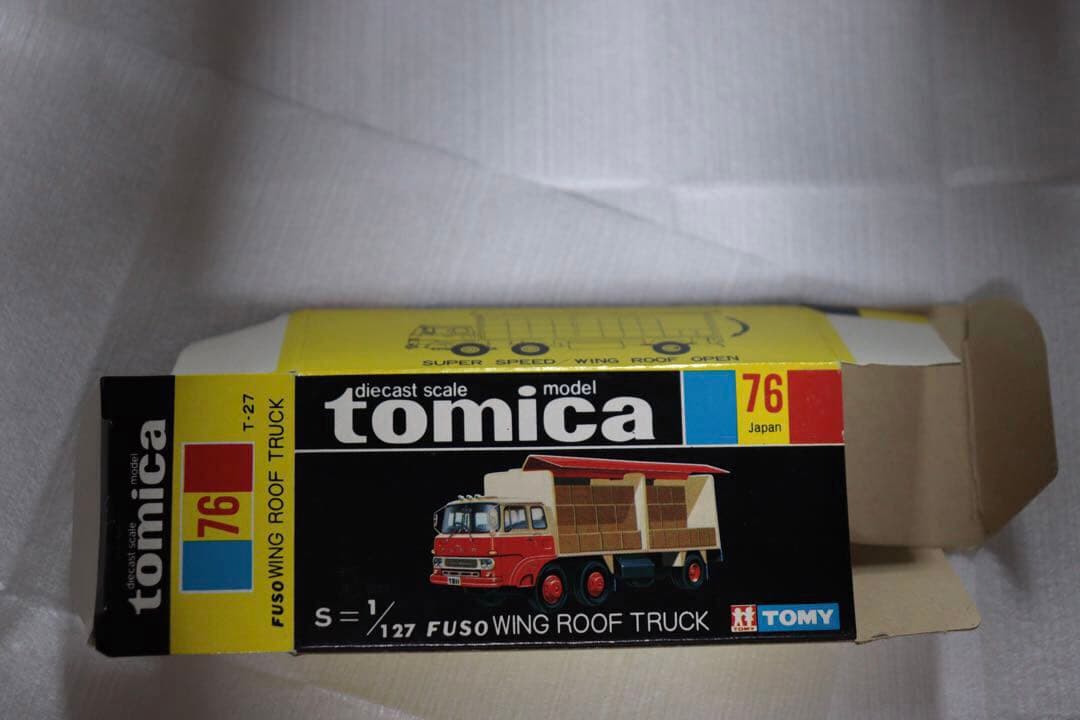 SUPER SPEED/WING ROOF OPEN
diecast scale model
tomica
76
Japan
S=1/127 FUSO WING ROOF TRUCK
TOMY
TOMY
diecast scale model
tomica
76
T-27
FUSO WING ROOF TRUCK